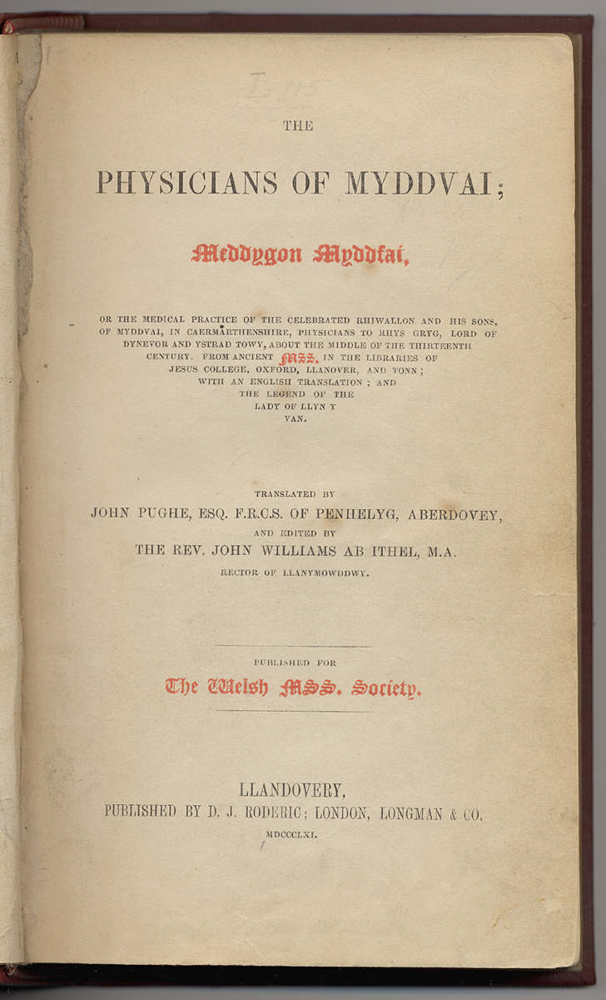 THE
PHYSICIANS OF MYDDVAI;
Meddygon Myddfai,
OR THE MEDICAL PRACTICE OF THE CELEBRATED RHIWALLON AND HIS SONS,
OF MYDDVAI, IN CAERMARTHENSHIRE, PHYSICIANS TO RHYS GRYG, LORD OF
DYNEVOR AND YSTRAD TOWY, ABOUT THE MIDDLE OF THE THIRTEENTH
CENTURY. FROM ANCIENT MSS. IN THE LIBRARIES OF
JESUS COLLEGE, OXFORD, LLANOVER, AND TONN;
WITH AN ENGLISH TRANSLATION; AND
THE LEGEND OF THE
LADY OF LLYN Y
VAN.
TRANSLATED BY
JOHN PUGHE, ESQ. F.R.C.S. OF PENHELYG, ABERDOVEY,
AND EDITED BY
THE REV. JOHN WILLIAMS AB ITHEL, M.A.
RECTOR OF LLANYMOWDDWY.
PUBLISHED FOR
The Welsh MSS. Society.
LLANDOVERY,
PUBLISHED BY D. J. RODERIC; LONDON, LONGMAN & CO.
MDCCCLXI.